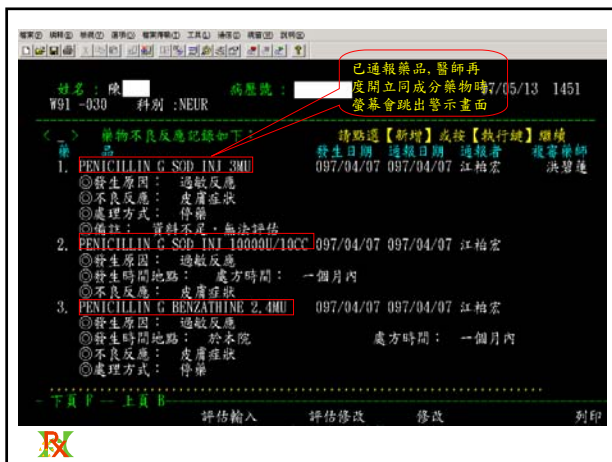 檔案(F) 編輯(E) 檢視(V) 選項(O) 檔案傳輸(I) 工具(L) 通信(C) 視窗(W) 說明(H)
已通報藥品,醫師再
度開立同成分藥物時,
螢幕會跳出警示畫面
姓名 : 陳 病歷號 : 7/05/13 1451
W91 -030 科別 :NEUR
< _ > 藥物不良反應記錄如下: 請點選【新增】或按【執行鍵】繼續
藥 品 發生日期 通報日期 通報者 複審藥師
1. PENICILLIN G SOD INJ 3MU 097/04/07 097/04/07 江柏宏 洪碧蓮
◎發生原因: 過敏反應
◎不良反應: 皮膚症狀
◎處理方式: 停藥
◎備註: 資料不足,無法評估
2. PENICILLIN G SOD INJ 10000U/10CC 097/04/07 097/04/07 江柏宏
◎發生原因: 過敏反應
◎發生時間地點: 處方時間: 一個月內
◎不良反應: 皮膚症狀
3. PENICILLIN G BENZATHINE 2.4MU 097/04/07 097/04/07 江柏宏
◎發生原因: 過敏反應
◎發生時間地點: 於本院 處方時間: 一個月內
◎不良反應: 皮膚症狀
◎處理方式: 停藥
- 下頁 F -- 上頁 B
評估輸入 評估修改 修改 列印